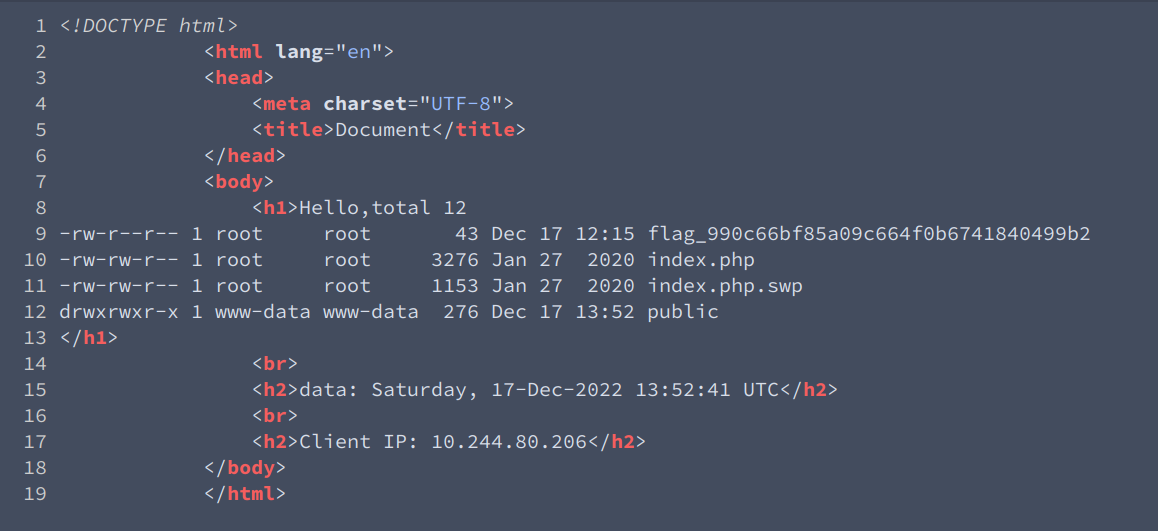 1 <!DOCTYPE html>
2             <html lang="en">
3             <head>
4                 <meta charset="UTF-8">
5                 <title>Document</title>
6             </head>
7             <body>
8                 <h1>Hello,total 12
9 -rw-r--r-- 1 root     root       43 Dec 17 12:15 flag_990c66bf85a09c664f0b6741840499b2
10 -rw-rw-r-- 1 root     root     3276 Jan 27  2020 index.php
11 -rw-rw-r-- 1 root     root     1153 Jan 27  2020 index.php.swp
12 drwxrwxr-x 1 www-data www-data  276 Dec 17 13:52 public
13 </h1>
14                 <br>
15                 <h2>data: Saturday, 17-Dec-2022 13:52:41 UTC</h2>
16                 <br>
17                 <h2>Client IP: 10.244.80.206</h2>
18             </body>
19             </html>